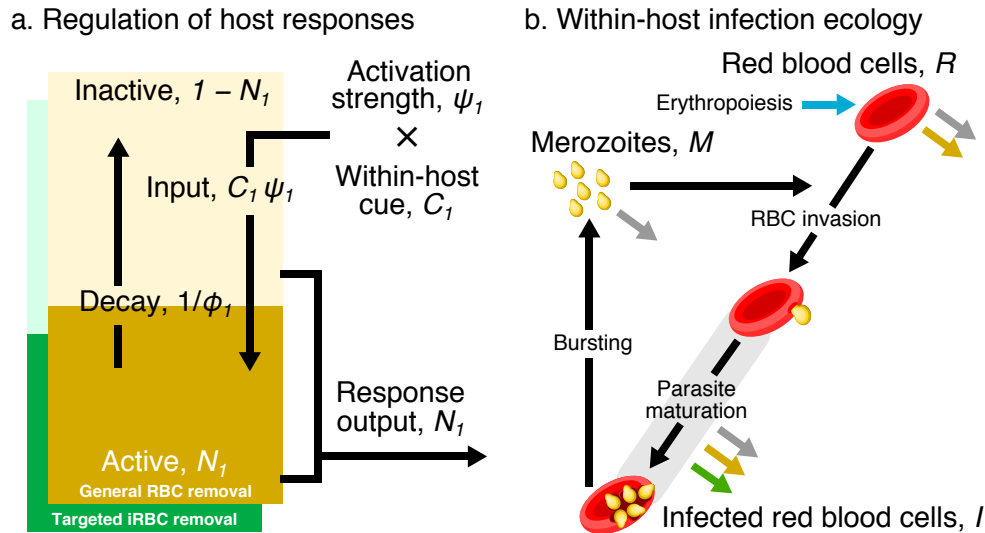 a. Regulation of host responses
Inactive, 1 – N₁
Activation
strength, ψ₁
×
Within-host
cue, C₁
Input, C₁ ψ₁
Decay, 1/ϕ₁
Response
output, N₁
Active, N₁
General RBC removal
Targeted iRBC removal
b. Within-host infection ecology
Red blood cells, R
Erythropoiesis
Merozoites, M
RBC invasion
Bursting
Parasite
maturation
Infected red blood cells, I